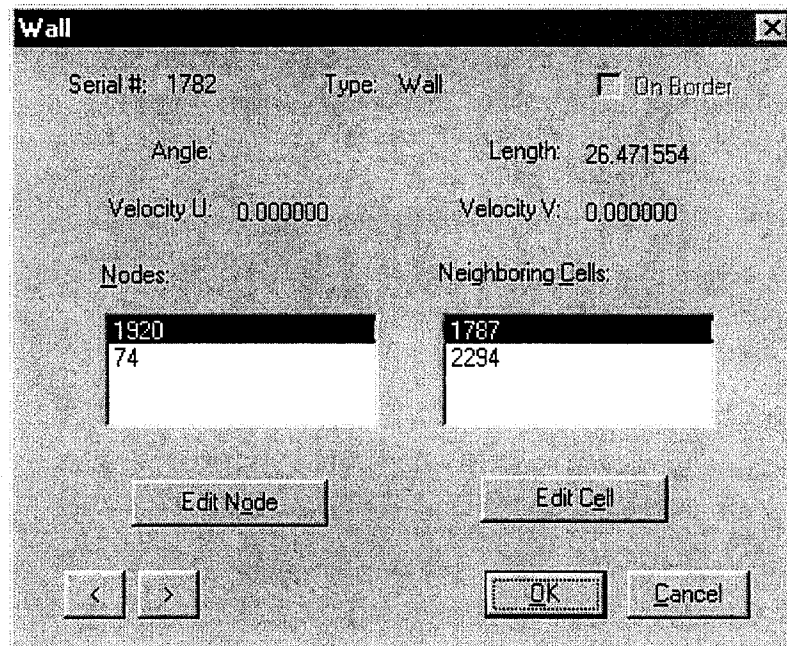 Wall
Serial #: 1782 Type: Wall On Border
Angle: Length: 26.471554
Velocity U: 0.000000 Velocity V: 0.000000
Nodes: Neighboring Cells:
1920 1787
74 2294
Edit Node Edit Cell
< > OK Cancel